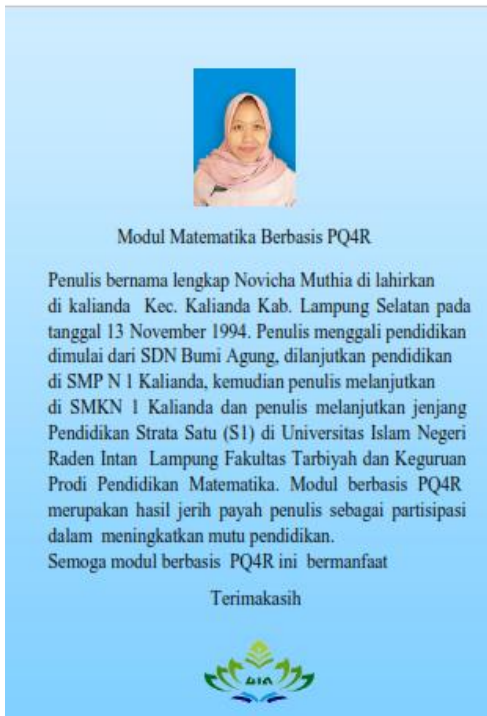 Modul Matematika Berbasis PQ4R
Penulis bernama lengkap Novicha Muthia di lahirkan
di kalianda Kec. Kalianda Kab. Lampung Selatan pada
tanggal 13 November 1994. Penulis menggali pendidikan
dimulai dari SDN Bumi Agung, dilanjutkan pendidikan
di SMP N 1 Kalianda, kemudian penulis melanjutkan
di SMKN 1 Kalianda dan penulis melanjutkan jenjang
Pendidikan Strata Satu (S1) di Universitas Islam Negeri
Raden Intan Lampung Fakultas Tarbiyah dan Keguruan
Prodi Pendidikan Matematika. Modul berbasis PQ4R
merupakan hasil jerih payah penulis sebagai partisipasi
dalam meningkatkan mutu pendidikan.
Semoga modul berbasis PQ4R ini bermanfaat
Terimakasih